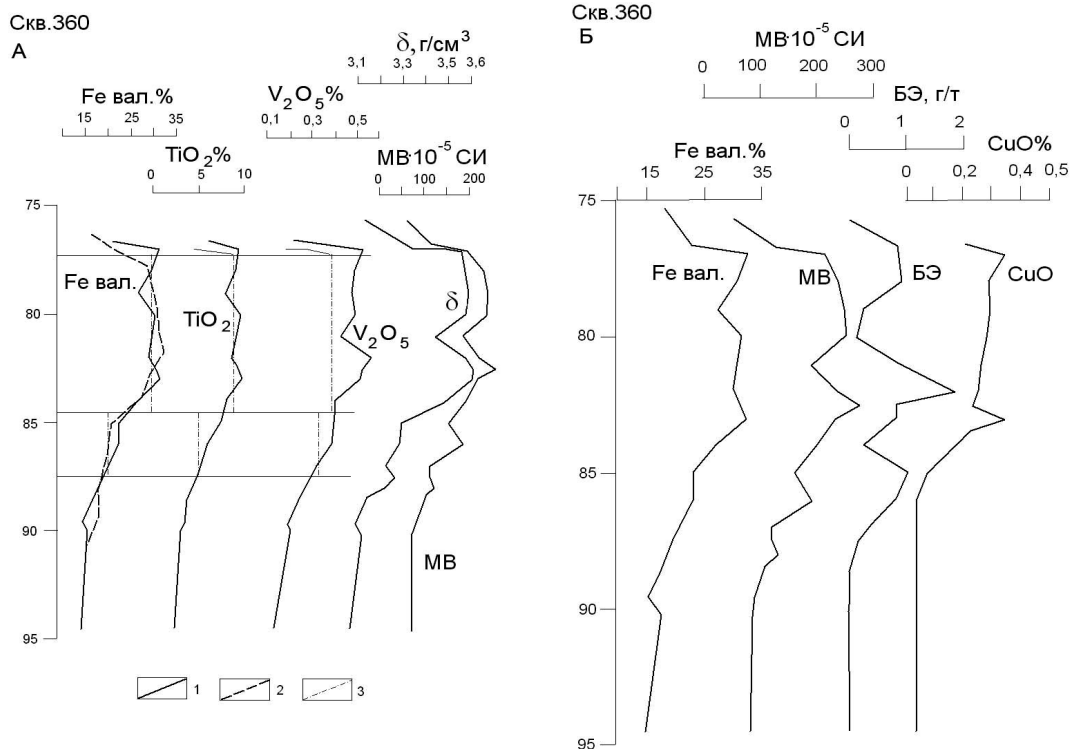 Скв.360
А
δ, г/см³
3,1 3,3 3,5 3,6
Fe вал.% V₂O₅%
15 25 35 0,1 0,3 0,5
TiO₂% МВ·10⁻⁵ СИ
0 5 10 0 100 200
75
Fe вал.
TiO₂
δ
V₂O₅
80
85
90
МВ
95
1 2 3
Скв.360
Б
МВ·10⁻⁵ СИ
0 100 200 300
БЭ, г/т
0 1 2
Fe вал.% CuO%
15 25 35 0 0,2 0,4 0,5
75
Fe вал. МВ БЭ CuO
80
85
90
95